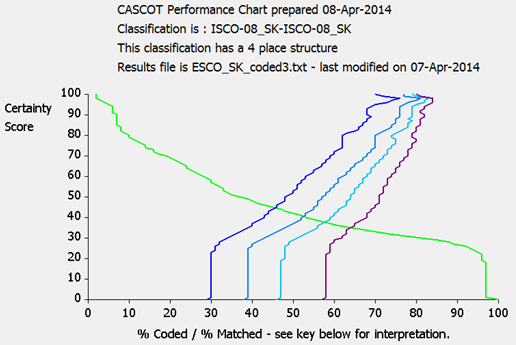 CASCOT Performance Chart prepared 08-Apr-2014
Classification is : ISCO-08_SK-ISCO-08_SK
This classification has a 4 place structure
Results file is ESCO_SK_coded3.txt - last modified on 07-Apr-2014
Certainty
Score
100
90
80
70
60
50
40
30
20
10
0
0 10 20 30 40 50 60 70 80 90 100
% Coded / % Matched - see key below for interpretation.